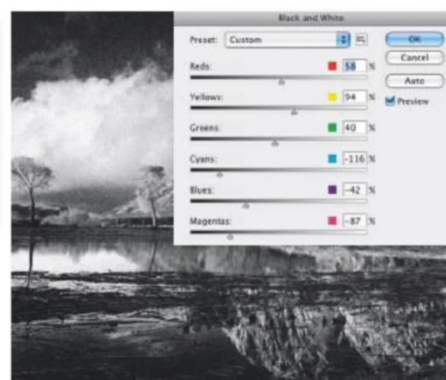 Black and White
Preset: Custom
OK
Cancel
Auto
Preview
Reds: 58 %
Yellows: 94 %
Greens: 40 %
Cyans: -116 %
Blues: -42 %
Magentas: -87 %